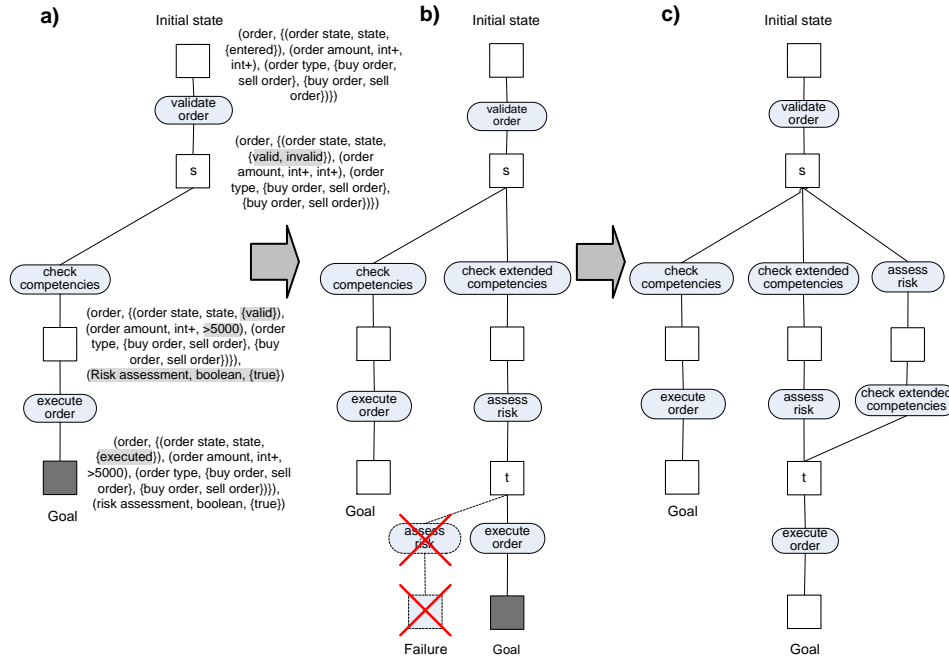 a)
Initial state
(order, {(order state, state,
{entered}), (order amount, int+,
int+), (order type, {buy order,
sell order}, {buy order, sell
order})})
validate
order
(order, {(order state, state,
{valid, invalid}), (order
amount, int+, int+), (order
type, {buy order, sell order},
{buy order, sell order})})
s
check
competencies
(order, {(order state, state, {valid}),
(order amount, int+, >5000), (order
type, {buy order, sell order}, {buy
order, sell order})}),
(Risk assessment, boolean, {true})
execute
order
(order, {(order state, state,
{executed}), (order amount, int+,
>5000), (order type, {buy order, sell
order}, {buy order, sell order})}),
(risk assessment, boolean, {true})
Goal
b)
Initial state
validate
order
s
check
competencies
check extended
competencies
execute
order
assess
risk
t
Goal
assess
risk
execute
order
Failure
Goal
c)
Initial state
validate
order
s
check
competencies
check extended
competencies
assess
risk
execute
order
assess
risk
check extended
competencies
t
Goal
execute
order
Goal